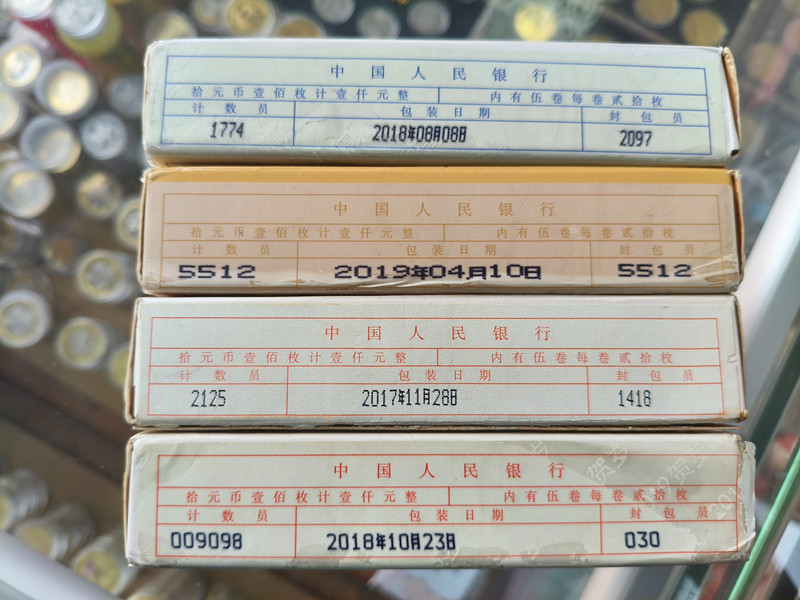 中国人民银行
拾元币壹佰枚计壹仟元整 内有伍卷每卷贰拾枚
计数员 包装日期 封包员
1774 2018年08月08日 2097
中国人民银行
拾元币壹佰枚计壹仟元整 内有伍卷每卷贰拾枚
计数员 包装日期 封包员
5512 2019年04月10日 5512
中国人民银行
拾元币壹佰枚计壹仟元整 内有伍卷每卷贰拾枚
计数员 包装日期 封包员
2125 2017年11月28日 1418
中国人民银行
拾元币壹佰枚计壹仟元整 内有伍卷每卷贰拾枚
计数员 包装日期 封包员
009098 2018年10月23日 030